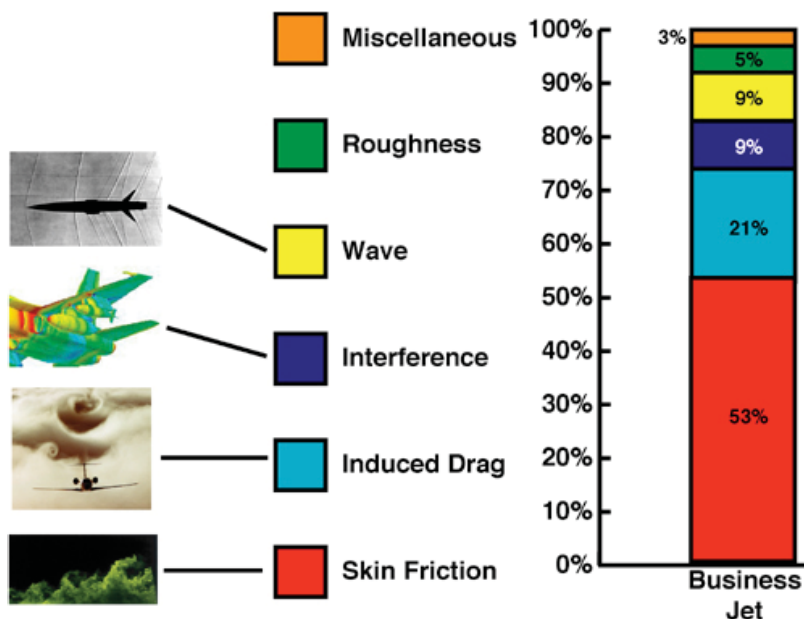 Miscellaneous
Roughness
Wave
Interference
Induced Drag
Skin Friction
100%
90%
80%
70%
60%
50%
40%
30%
20%
10%
0%
3%
5%
9%
9%
21%
53%
Business
Jet